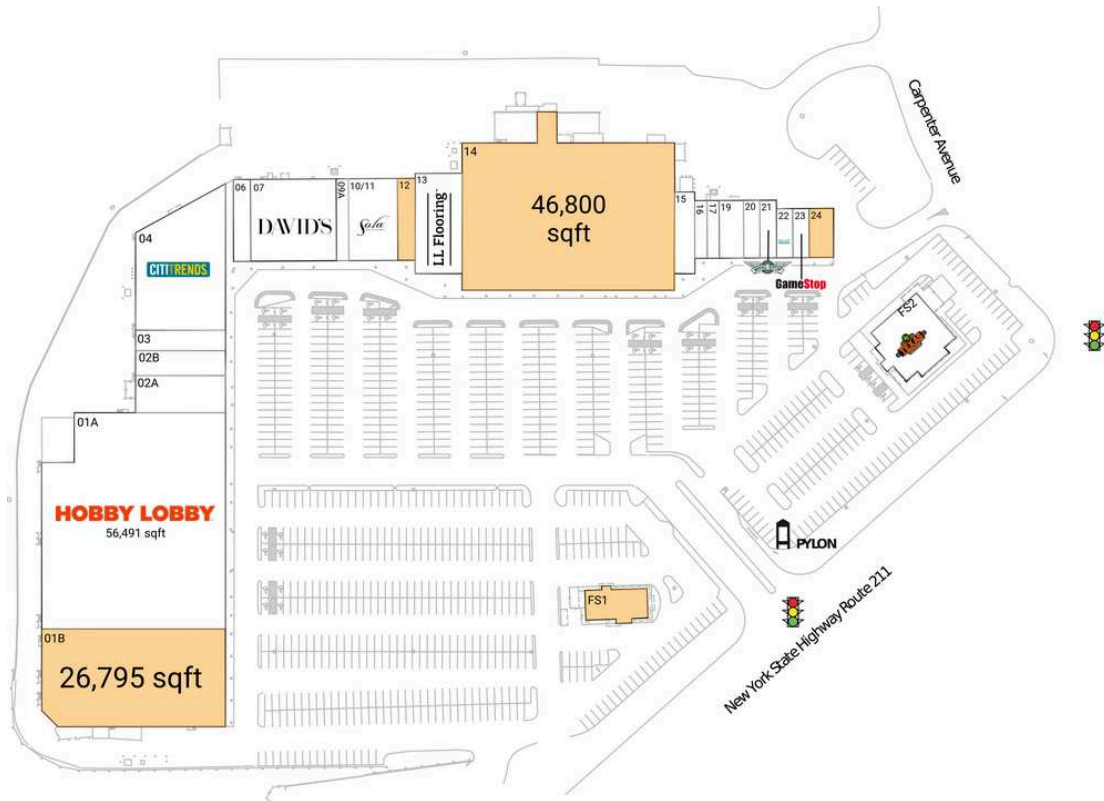 Carpenter Avenue
14
46,800
sqft
13
LL Flooring
12
10/11
Sola
09A
07
DAVID'S
06
15
16
17
19
20
21
22
23
24
GameStop
04
CITITRENDS
03
02B
02A
01A
HOBBY LOBBY
56,491 sqft
01B
26,795 sqft
FS2
PYLON
FS1
New York State Highway Route 211